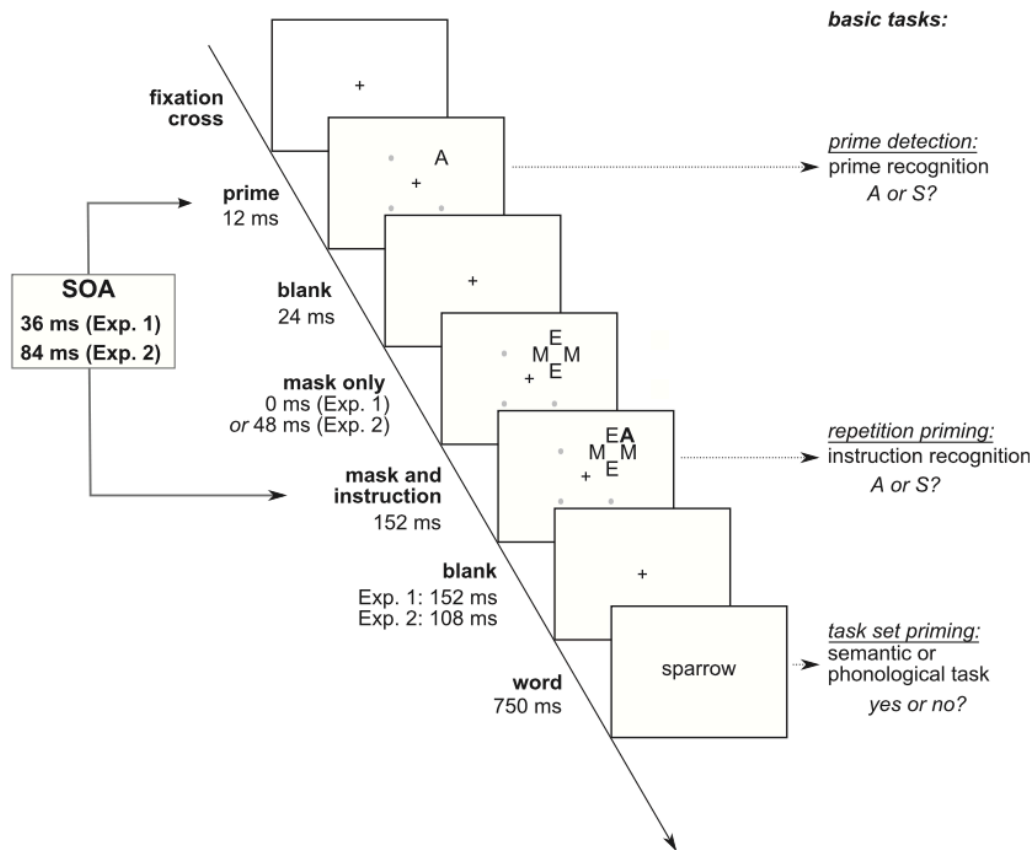 basic tasks:
+
fixation
cross
A
+
prime detection:
prime recognition
A or S?
prime
12 ms
+
SOA
36 ms (Exp. 1)
84 ms (Exp. 2)
blank
24 ms
E
M M
E
+
mask only
0 ms (Exp. 1)
or 48 ms (Exp. 2)
EA
M M
E
+
repetition priming:
instruction recognition
A or S?
mask and
instruction
152 ms
+
blank
Exp. 1: 152 ms
Exp. 2: 108 ms
sparrow
task set priming:
semantic or
phonological task
yes or no?
word
750 ms